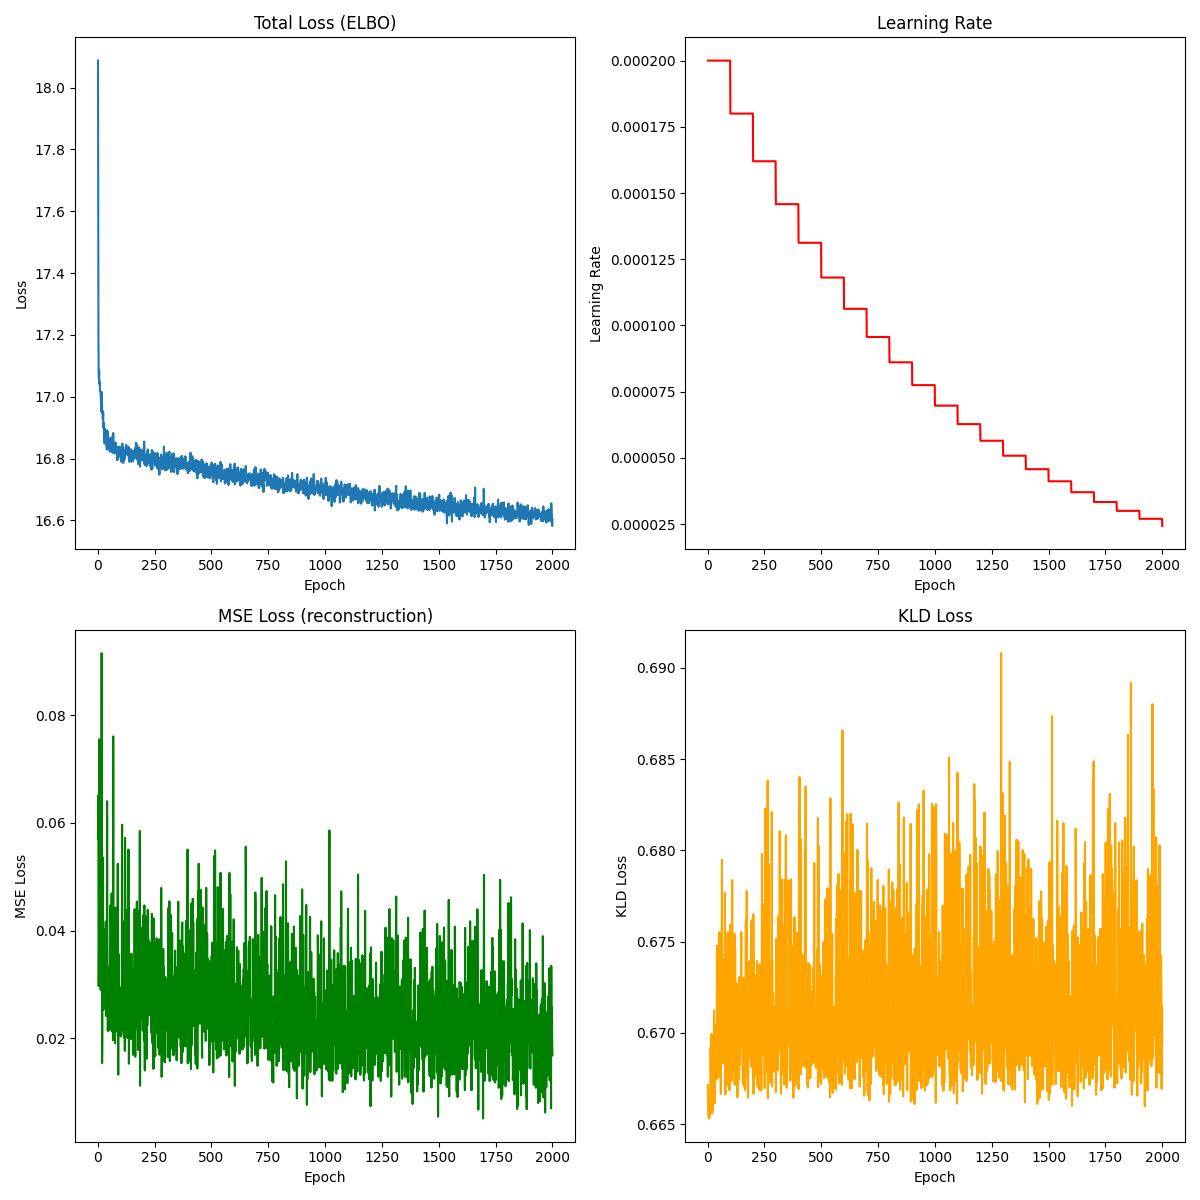 Total Loss (ELBO)
18.0
17.8
17.6
17.4
17.2
17.0
16.8
16.6
Loss
0 250 500 750 1000 1250 1500 1750 2000
Epoch
Learning Rate
0.000200
0.000175
0.000150
0.000125
0.000100
0.000075
0.000050
0.000025
Learning Rate
0 250 500 750 1000 1250 1500 1750 2000
Epoch
MSE Loss (reconstruction)
0.08
0.06
0.04
0.02
MSE Loss
0 250 500 750 1000 1250 1500 1750 2000
Epoch
KLD Loss
0.690
0.685
0.680
0.675
0.670
0.665
KLD Loss
0 250 500 750 1000 1250 1500 1750 2000
Epoch